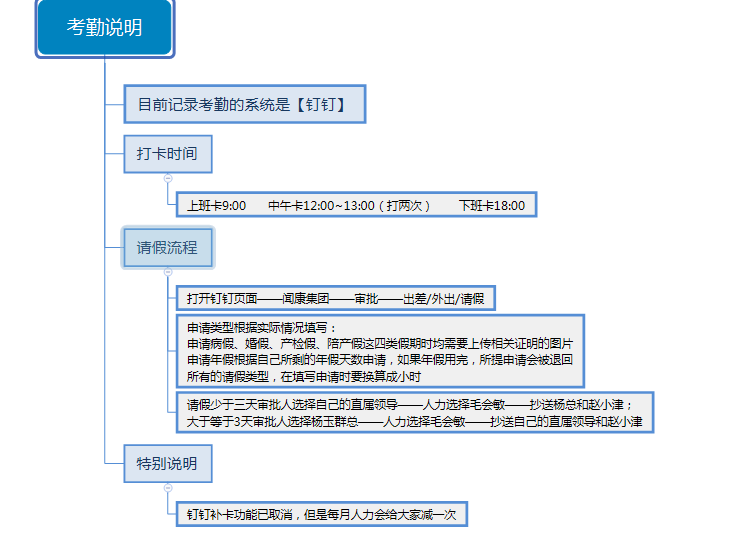 考勤说明
目前记录考勤的系统是【钉钉】
打卡时间
上班卡9:00 中午卡12:00~13:00（打两次） 下班卡18:00
请假流程
打开钉钉页面——闻康集团——审批——出差/外出/请假
申请类型根据实际情况填写：
申请病假、婚假、产检假、陪产假这四类假期时均需要上传相关证明的图片
申请年假根据自己所剩的年假天数申请，如果年假用完，所提申请会被退回
所有的请假类型，在填写申请时要换算成小时
请假少于三天审批人选择自己的直属领导——人力选择毛会敏——抄送杨总和赵小津；
大于等于3天审批人选择杨玉群总——人力选择毛会敏——抄送自己的直属领导和赵小津
特别说明
钉钉补卡功能已取消，但是每月人力会给大家减一次